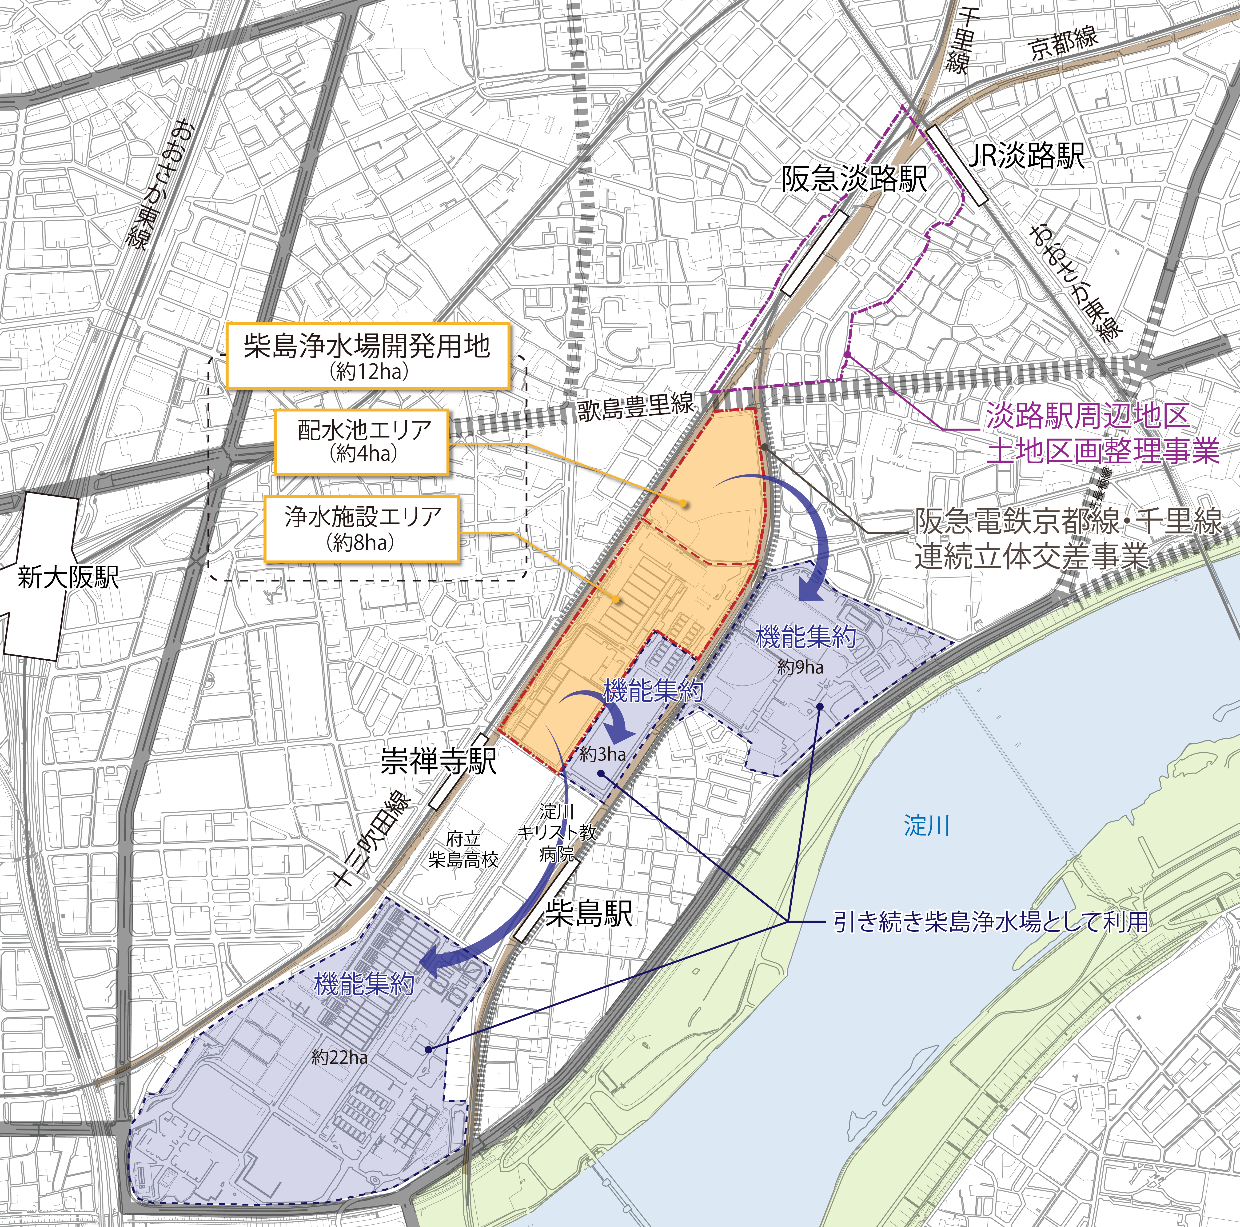 千里線
京都線
おおさか東線
JR淡路駅
阪急淡路駅
おおさか東線
柴島浄水場開発用地
（約12ha）
歌島豊里線
配水池エリア
（約4ha）
淡路駅周辺地区
土地区画整理事業
浄水施設エリア
（約8ha）
阪急電鉄京都線・千里線
連続立体交差事業
新大阪駅
機能集約
約9ha
機能集約
約3ha
崇禅寺駅
十三吹田線
淀川
キリスト教
病院
府立
柴島高校
淀川
柴島駅
引き続き柴島浄水場として利用
機能集約
約22ha